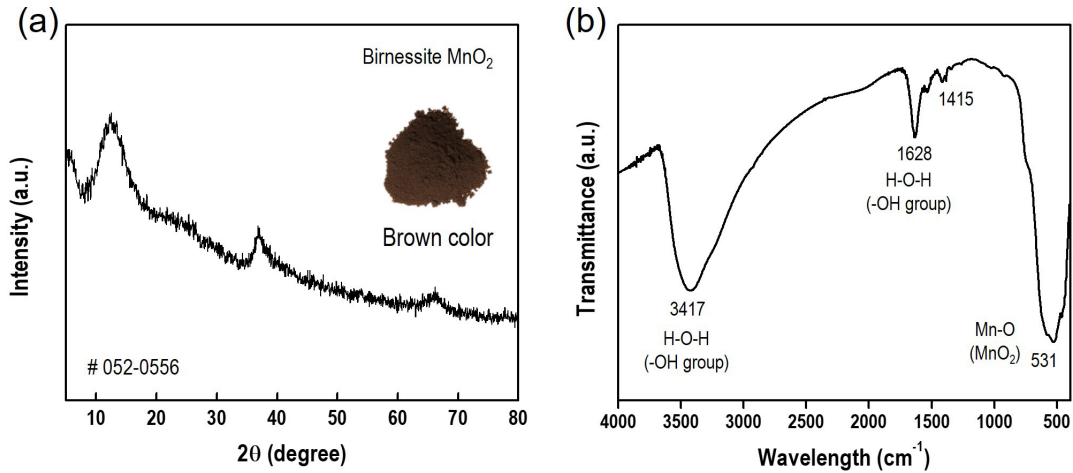 (a)
Birnessite MnO₂
Brown color
# 052-0556
Intensity (a.u.)
10 20 30 40 50 60 70 80
2θ (degree)
(b)
1415
1628
H-O-H
(-OH group)
3417
H-O-H
(-OH group)
Mn-O
(MnO₂)
531
Transmittance (a.u.)
4000 3500 3000 2500 2000 1500 1000 500
Wavelength (cm⁻¹)